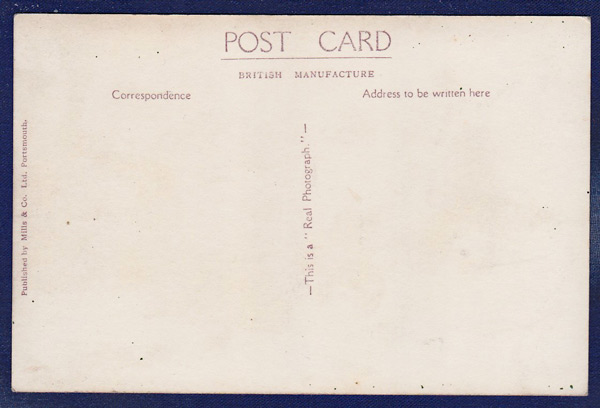 POST CARD
BRITISH MANUFACTURE
Correspondence
Address to be written here
Published by Mills & Co. Ltd. Portsmouth.
—This is a "Real Photograph."—